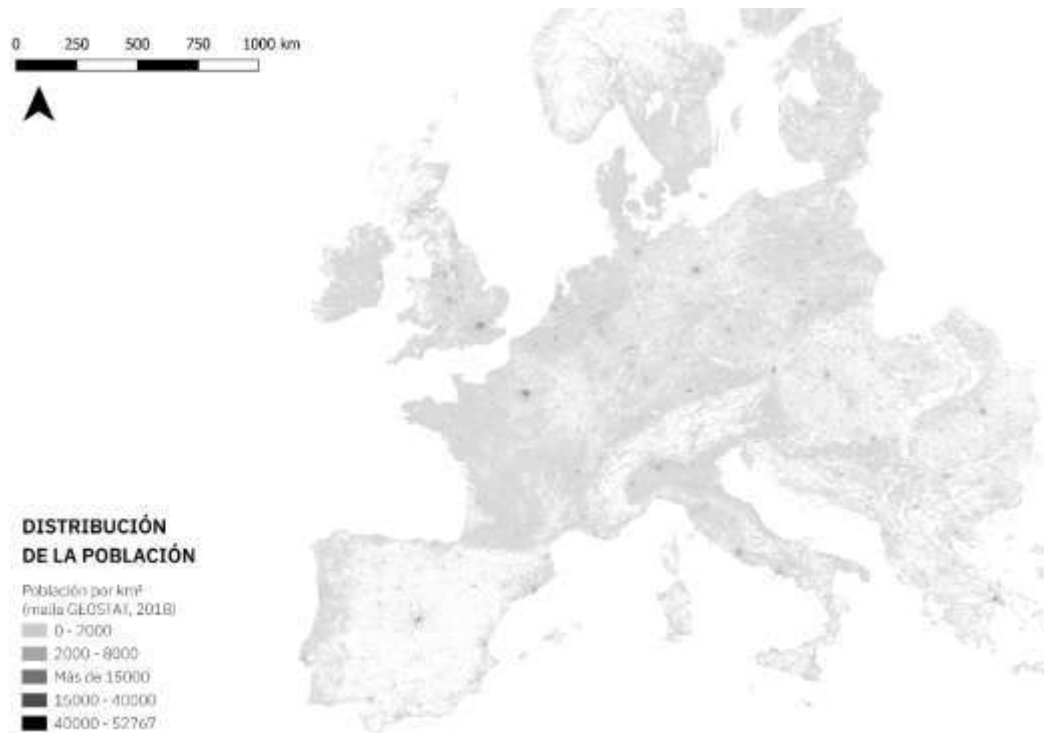 0 250 500 750 1000 km
DISTRIBUCIÓN
DE LA POBLACIÓN
Población por km²
(malla GEOSTAT, 2018)
0 - 2000
2000 - 8000
Más de 15000
15000 - 40000
40000 - 52767